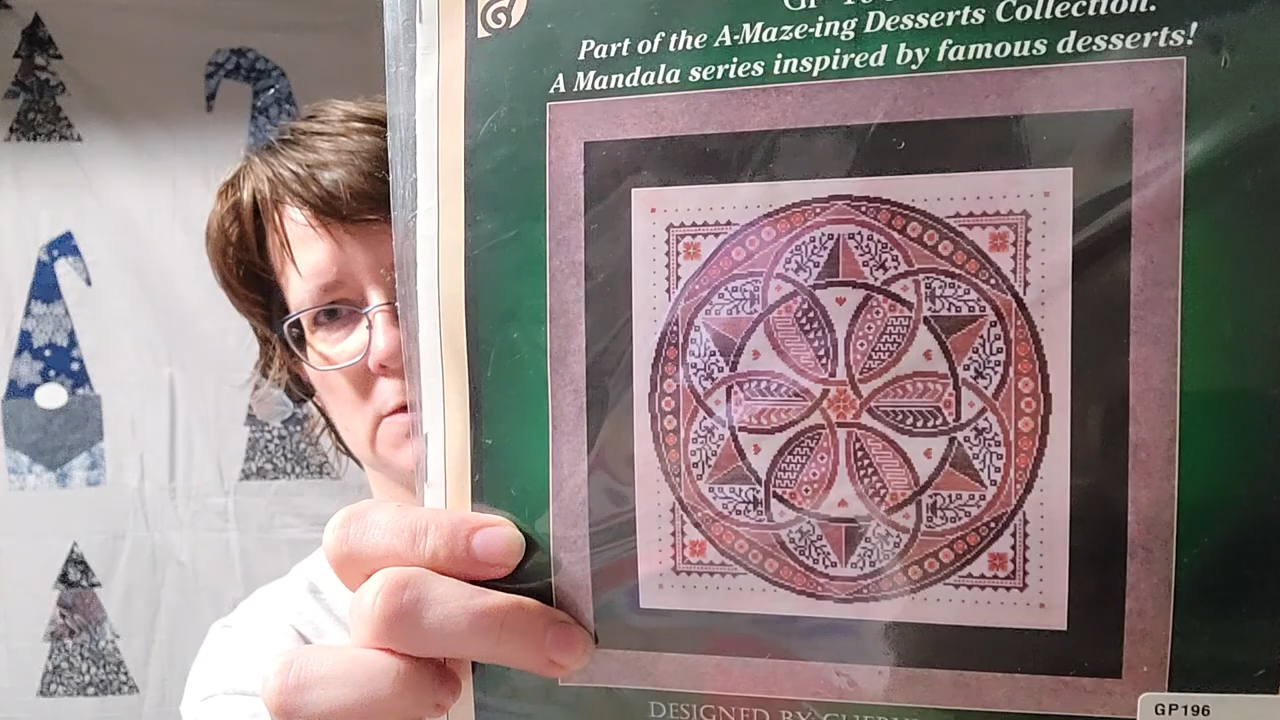 Part of the A-Maze-ing Desserts Collection.
A Mandala series inspired by famous desserts!
DESIGNED BY
GP196